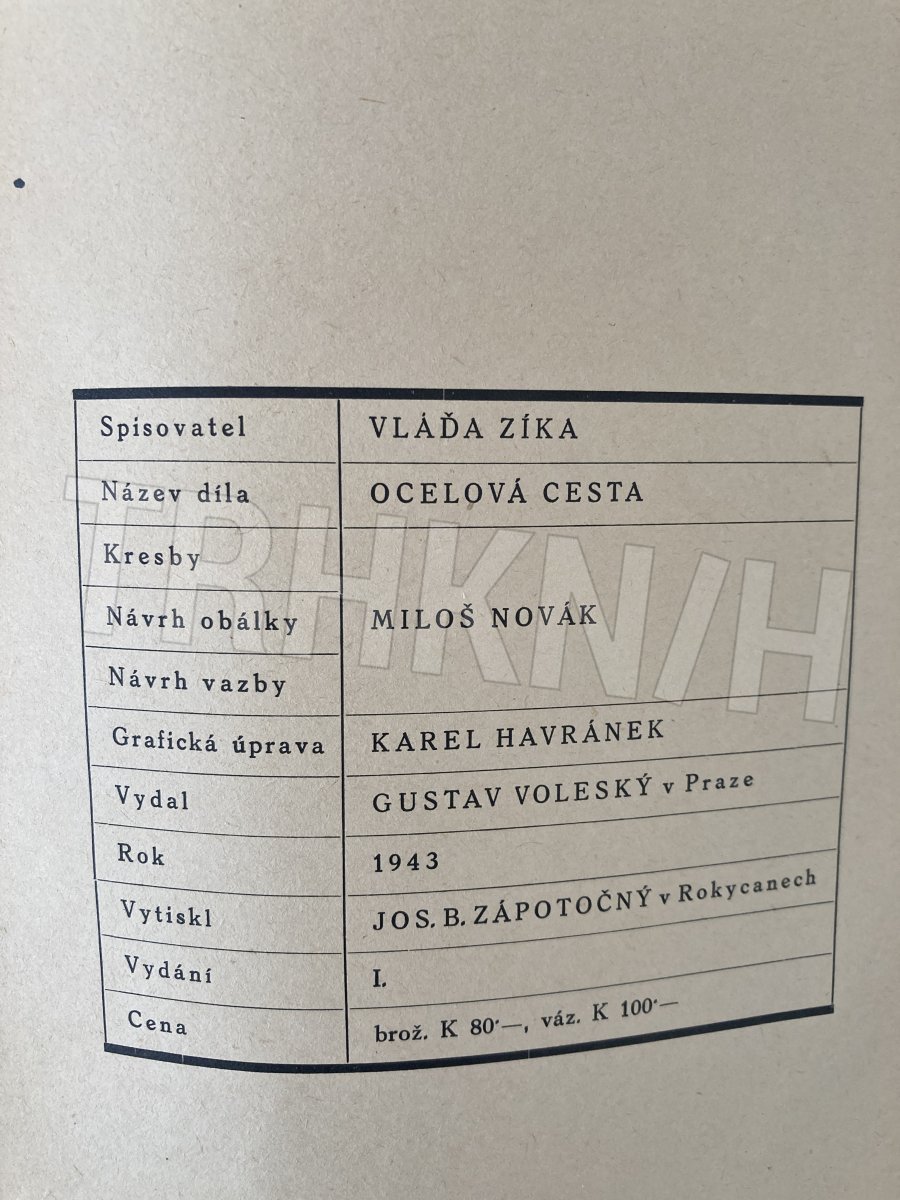 Spisovatel VLÁĎA ZÍKA
Název díla OCELOVÁ CESTA
Kresby
Návrh obálky MILOŠ NOVÁK
Návrh vazby
Grafická úprava KAREL HAVRÁNEK
Vydal GUSTAV VOLESKÝ v Praze
Rok 1943
Vytiskl JOS. B. ZÁPOTOČNÝ v Rokycanech
Vydání I.
Cena brož. K 80·—, váz. K 100·—
TRHKN/H